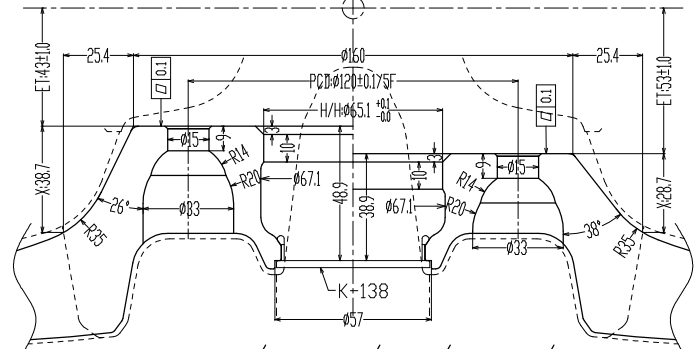 25.4
ø160
25.4
ET:43±1.0
0.1
PCD:ø120±0.1/5F
0.1
ET:53±1.0
H/H:ø65.1 +0.1 -0.0
3
ø15
9
10
R14
3
9
ø15
10
R14
X:38.7
26°
ø33
R20
ø67.1
48.9
38.9
ø67.1
R20
38°
X:28.7
R35
ø33
R35
K-138
ø57